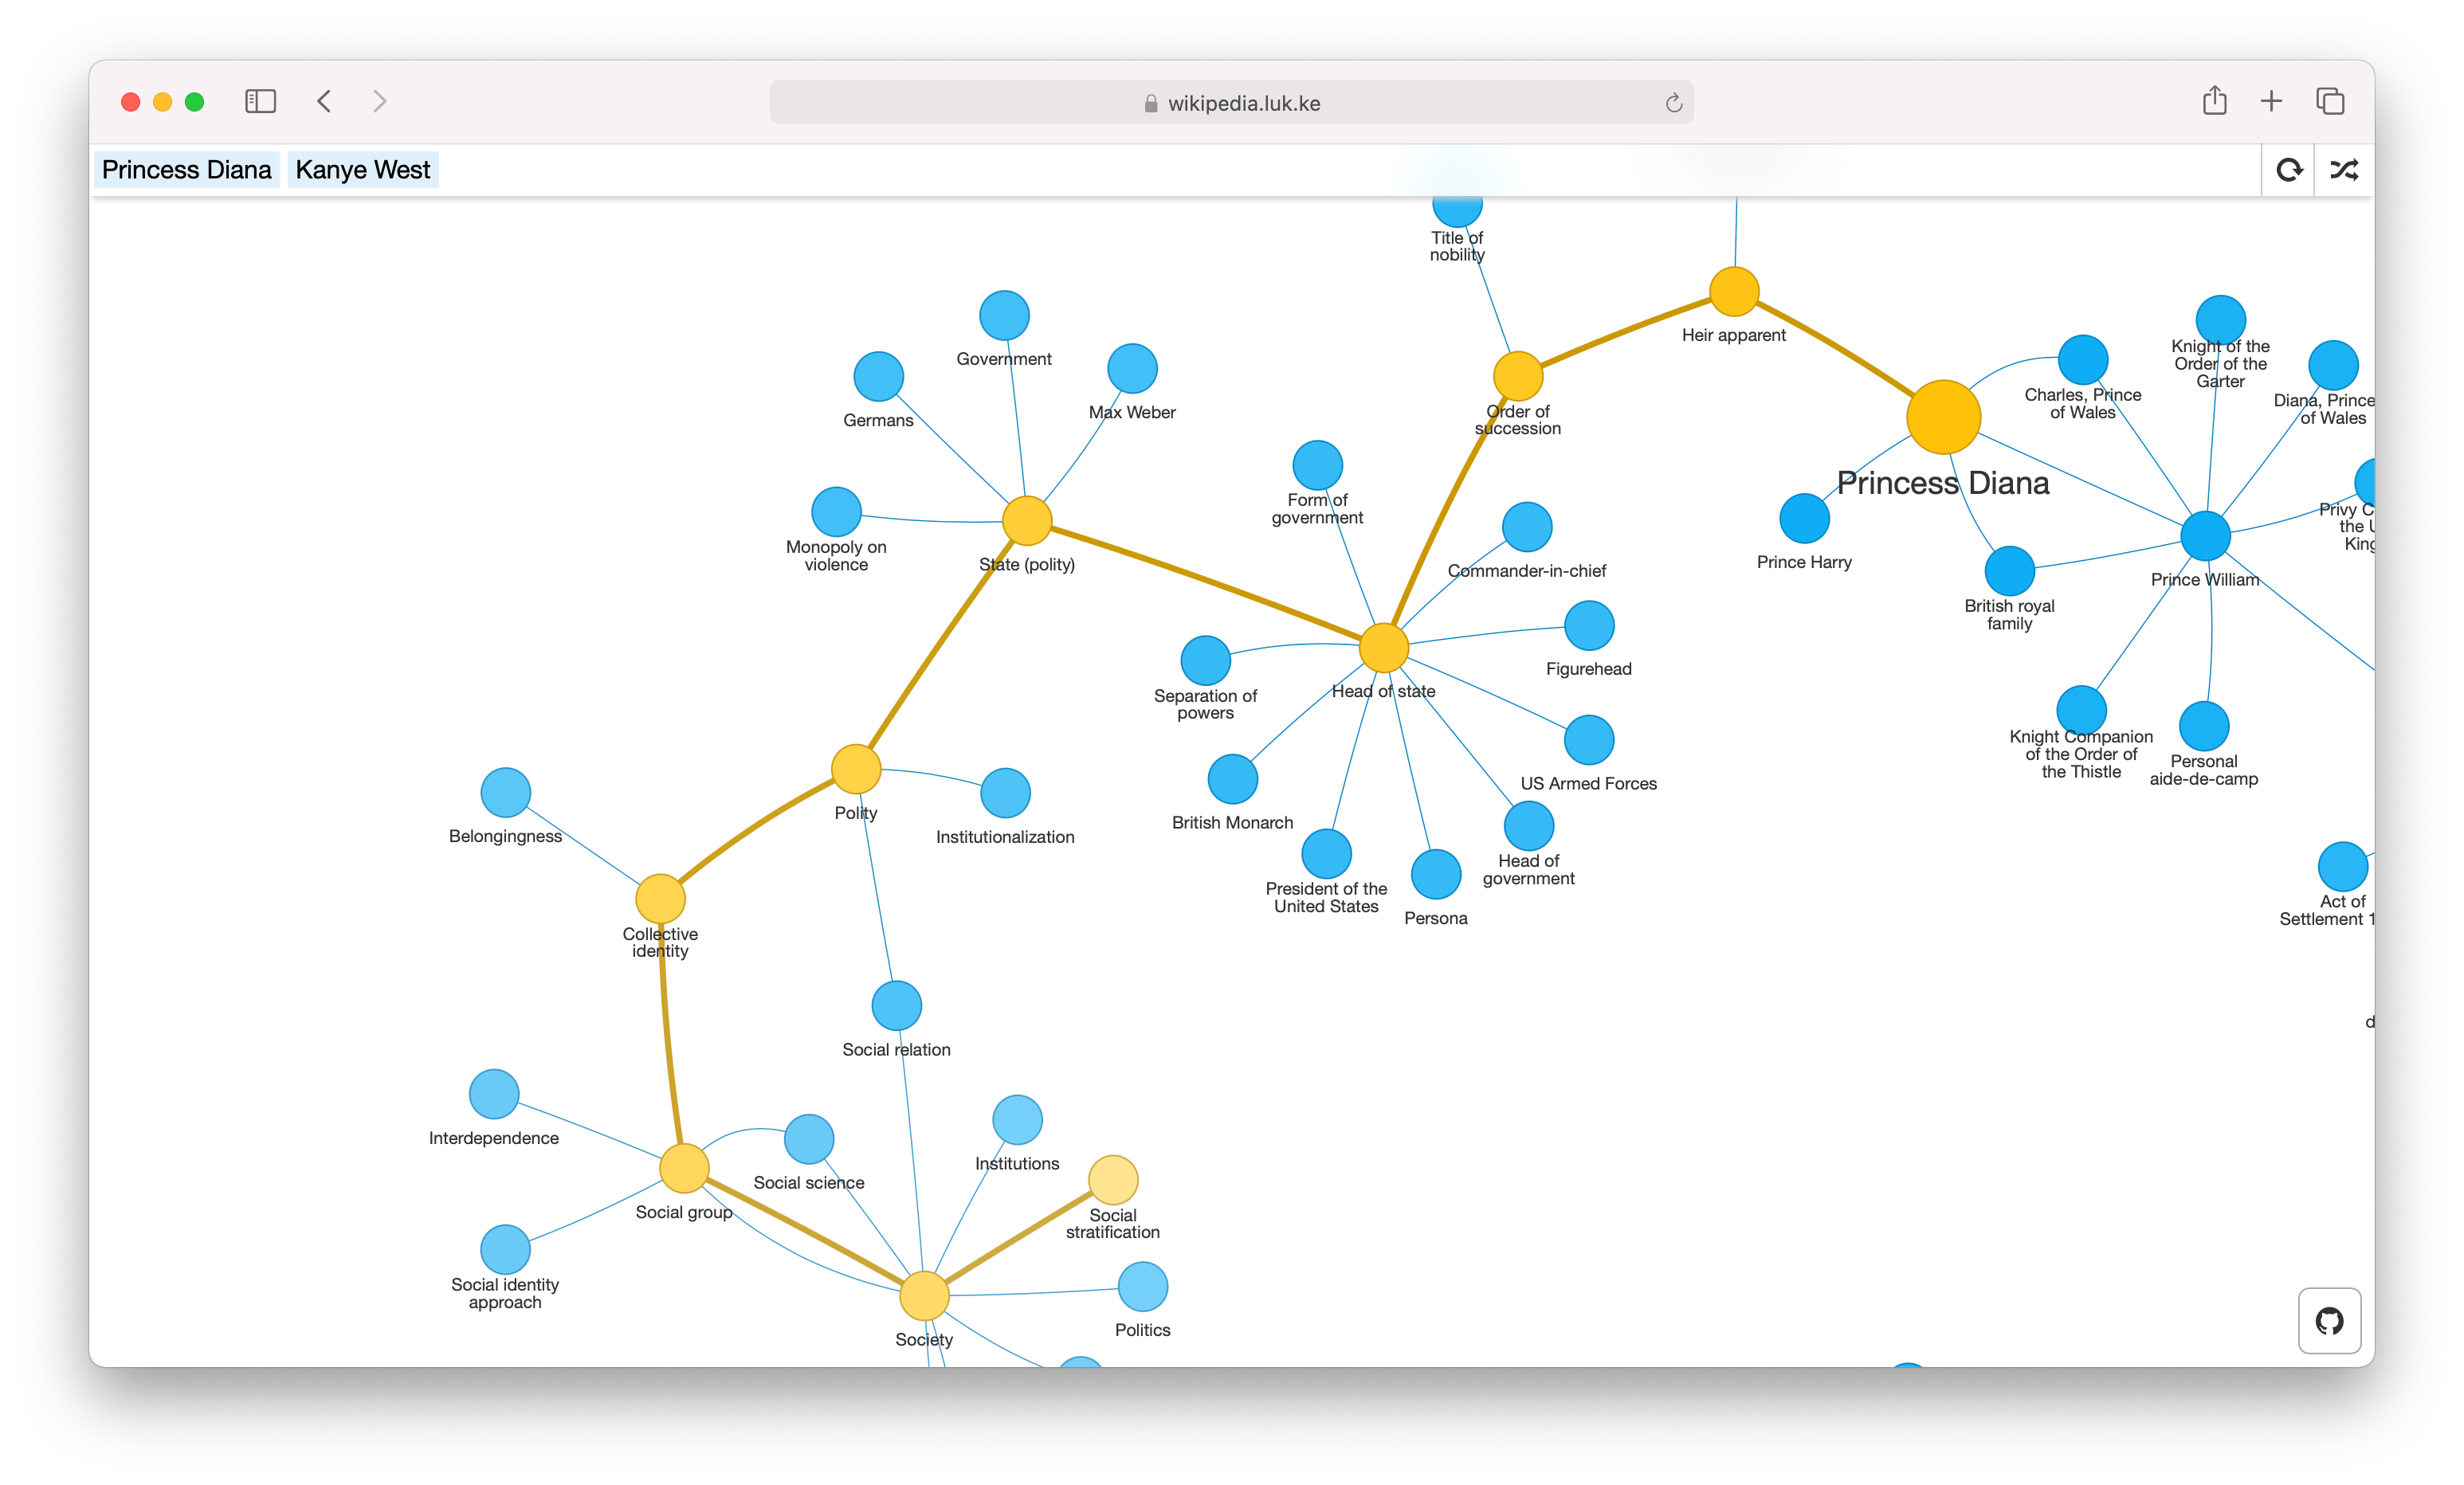 wikipedia.luk.ke
Princess Diana
Kanye West
Title of
nobility
Heir apparent
Government
Germans
Max Weber
Order of
succession
Knight of the
Order of the
Garter
Charles, Prince
of Wales
Diana, Prince
of Wales
Princess Diana
Form of
government
Monopoly on
violence
State (polity)
Commander-in-chief
Prince Harry
Privy C
the U
King
Prince William
British royal
family
Figurehead
Separation of
powers
Head of state
US Armed Forces
Knight Companion
of the Order of
the Thistle
Personal
aide-de-camp
Polity
Institutionalization
Belongingness
British Monarch
President of the
United States
Persona
Head of
government
Act of
Settlement 1
Collective
identity
d
Social relation
Interdependence
Social science
Institutions
Social group
Social
stratification
Social identity
approach
Politics
Society